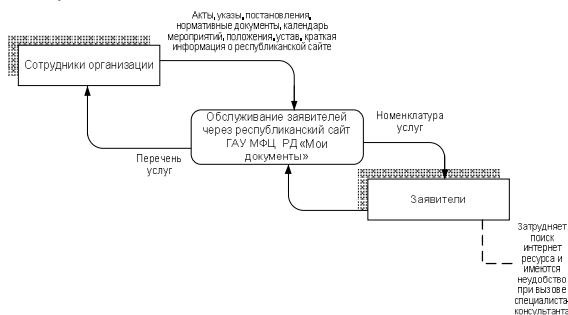 Акты, указы, постановления,
нормативные документы, календарь
мероприятий, положения, устав, краткая
информация о республиканской сайте
Сотрудники организации
Обслуживание заявителей
через республиканский сайт
ГАУ МФЦ РД «Мои
документы»
Номенклатура
услуг
Перечень
услуг
Заявители
Затрудняет
поиск
интернет
ресурса и
имеются
неудобство
при вызове
специалиста-
консультанта